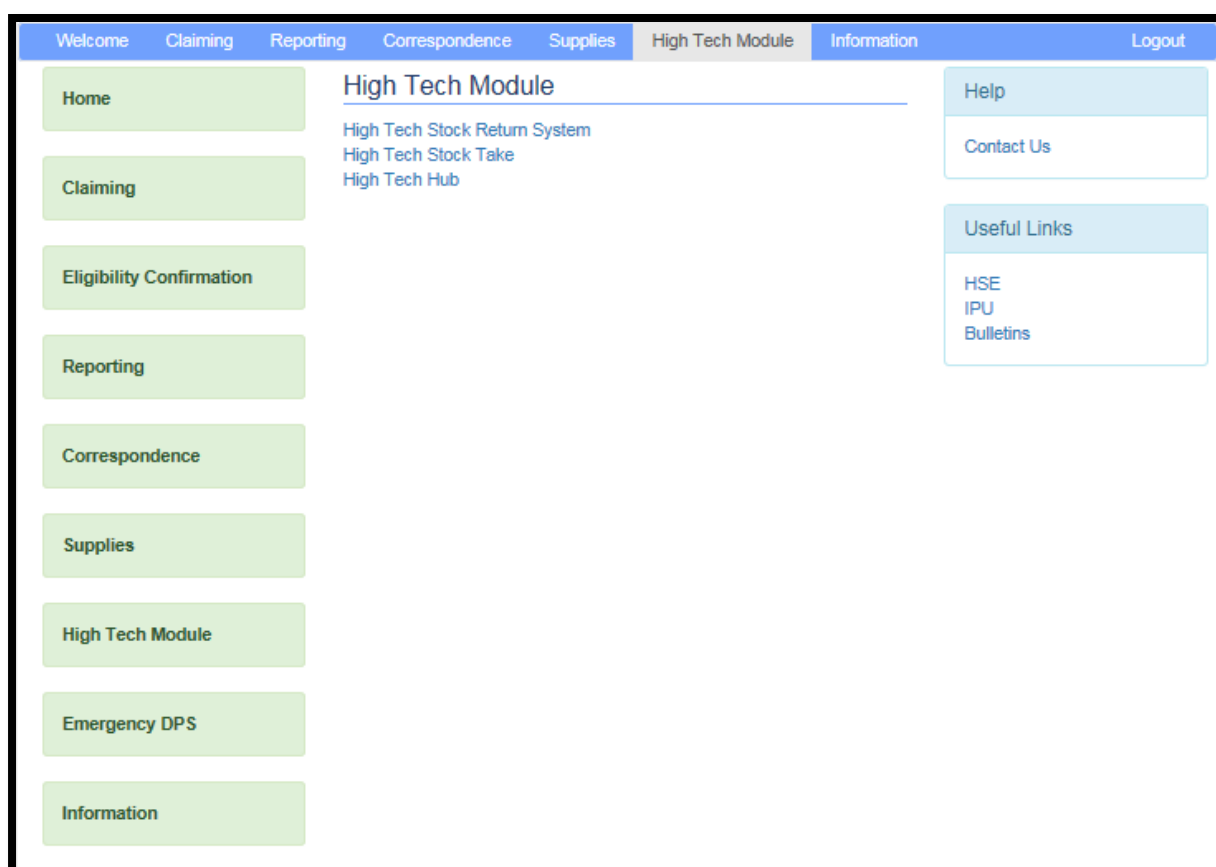 Welcome Claiming Reporting Correspondence Supplies High Tech Module Information Logout
Home
Claiming
Eligibility Confirmation
Reporting
Correspondence
Supplies
High Tech Module
Emergency DPS
Information
High Tech Module
High Tech Stock Return System
High Tech Stock Take
High Tech Hub
Help
Contact Us
Useful Links
HSE
IPU
Bulletins